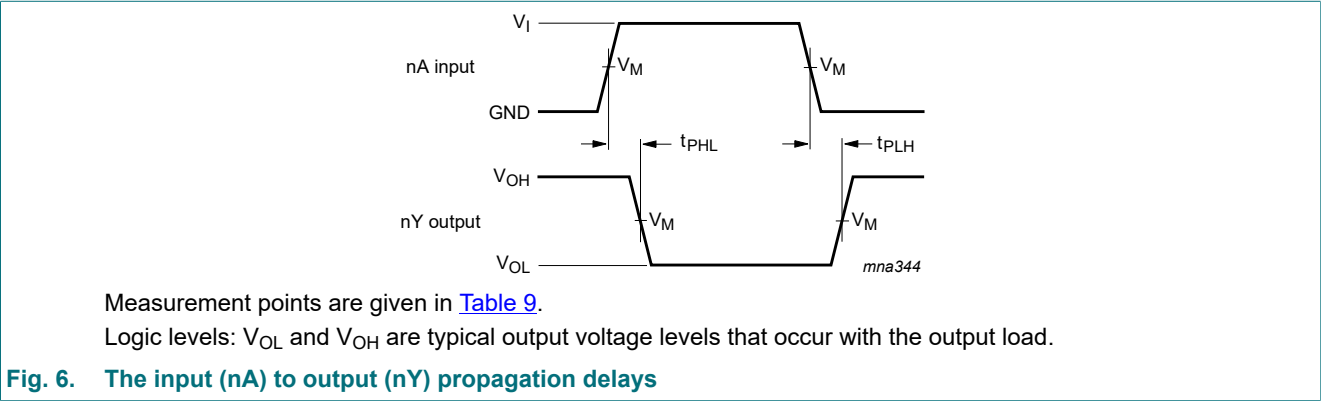 V_I
nA input
V_M
V_M
GND
t_PHL
t_PLH
V_OH
nY output
V_M
V_M
V_OL
mna344
Measurement points are given in Table 9.
Logic levels: V_OL and V_OH are typical output voltage levels that occur with the output load.
Fig. 6. The input (nA) to output (nY) propagation delays